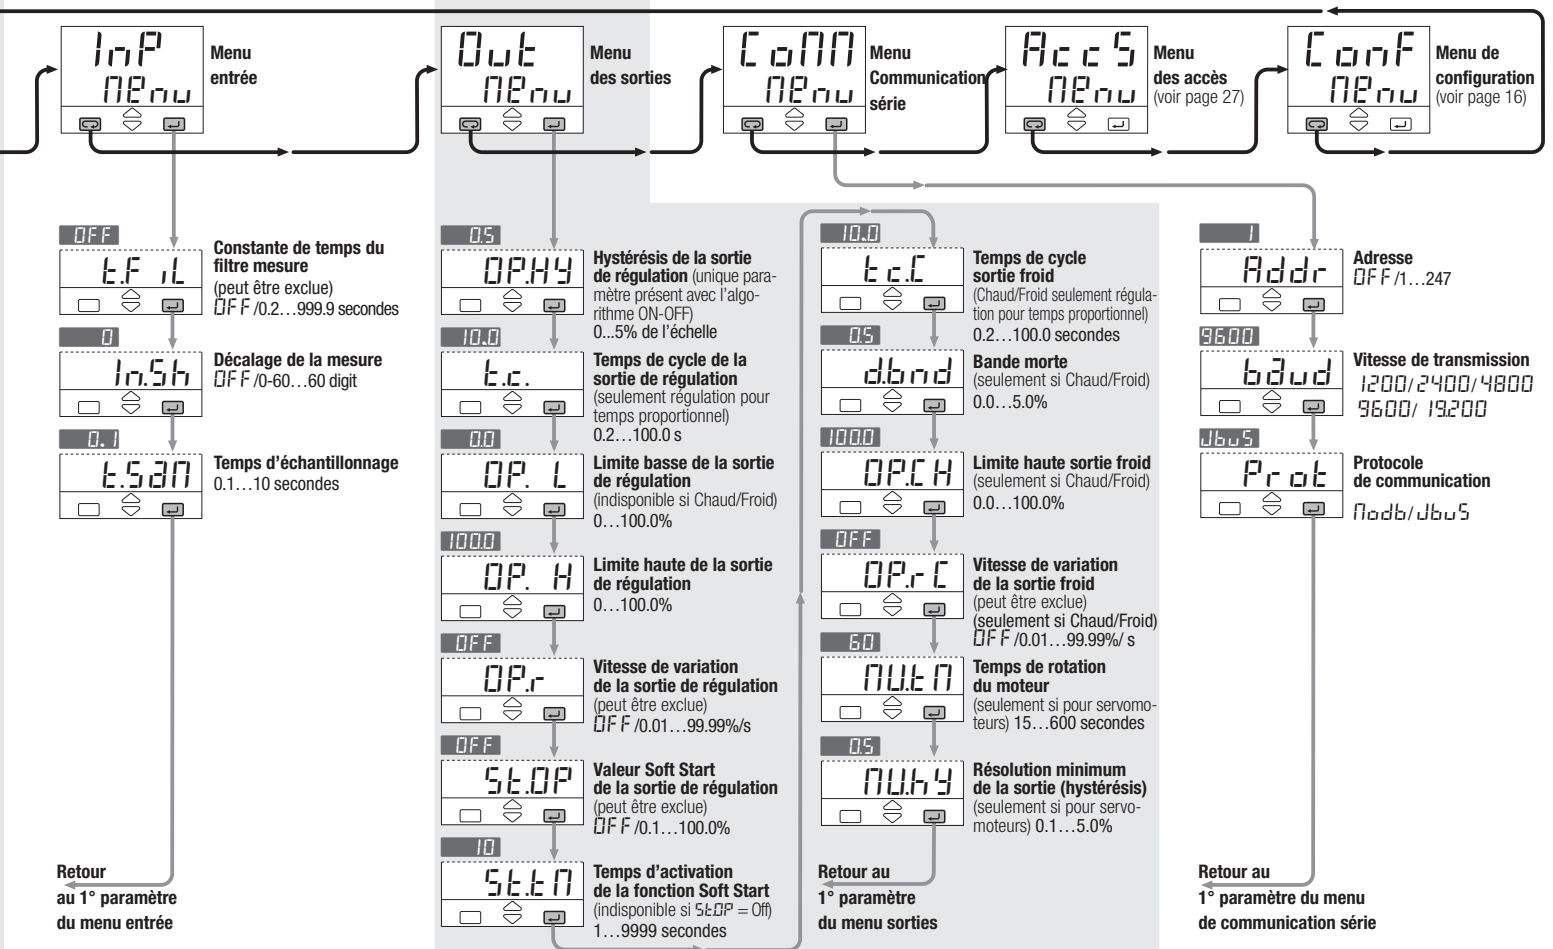 InP
MEnu
Menu
entrée
Out
MEnu
Menu
des sorties
CoMM
MEnu
Menu
Communication
série
AccS
MEnu
Menu
des accès
(voir page 27)
ConF
MEnu
Menu de
configuration
(voir page 16)
OFF
t.F iL
Constante de temps du
filtre mesure
(peut être exclue)
OFF/0.2…999.9 secondes
0
In.Sh
Décalage de la mesure
OFF/0-60…60 digit
0.1
t.SaM
Temps d'échantillonnage
0.1…10 secondes
Retour
au 1° paramètre
du menu entrée
0.5
OP.HY
Hystérésis de la sortie
de régulation (unique para-
mètre présent avec l'algo-
rithme ON-OFF)
0...5% de l'échelle
10.0
t.c.
Temps de cycle de la
sortie de régulation
(seulement régulation pour
temps proportionnel)
0.2…100.0 s
0.0
OP. L
Limite basse de la sortie
de régulation
(indisponible si Chaud/Froid)
0…100.0%
100.0
OP. H
Limite haute de la sortie
de régulation
0…100.0%
OFF
OP.r
Vitesse de variation
de la sortie de régulation
(peut être exclue)
OFF/0.01…99.99%/s
OFF
St.OP
Valeur Soft Start
de la sortie de régulation
(peut être exclue)
OFF/0.1…100.0%
10
St.tM
Temps d'activation
de la fonction Soft Start
(indisponible si St.OP = Off)
1…9999 secondes
10.0
tc.C
Temps de cycle
sortie froid
(Chaud/Froid seulement régula-
tion pour temps proportionnel)
0.2…100.0 secondes
0.5
d.bnd
Bande morte
(seulement si Chaud/Froid)
0.0…5.0%
100.0
OP.CH
Limite haute sortie froid
(seulement si Chaud/Froid)
0.0…100.0%
OFF
OP.rC
Vitesse de variation
de la sortie froid
(peut être exclue)
(seulement si Chaud/Froid)
OFF/0.01…99.99%/ s
60
MU.tM
Temps de rotation
du moteur
(seulement si pour servomo-
teurs) 15…600 secondes
0.5
MU.hY
Résolution minimum
de la sortie (hystérésis)
(seulement si pour servo-
moteurs) 0.1…5.0%
Retour au
1° paramètre
du menu sorties
1
Addr
Adresse
OFF/1…247
9600
baud
Vitesse de transmission
1200/2400/4800
9600/ 19.200
JbuS
Prot
Protocole
de communication
Modb/JbuS
Retour au
1° paramètre du menu
de communication série